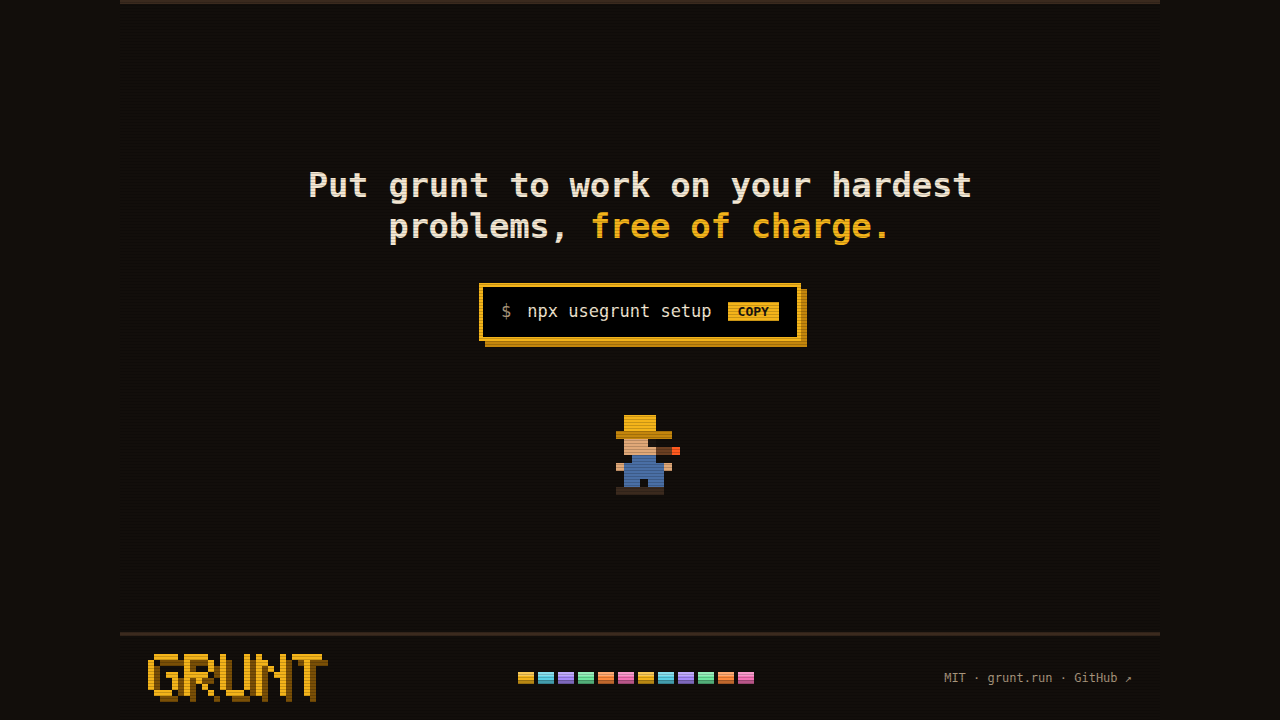 Put grunt to work on your hardest
problems, free of charge.
$ npx usegrunt setup COPY
GRUNT
MIT · grunt.run · GitHub ↗